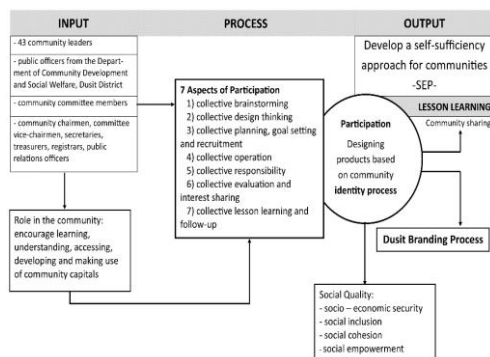 INPUT
PROCESS
OUTPUT
- 43 community leaders
- public officers from the Depart-
ment of Community Development
and Social Welfare, Dusit District
- community committee members
- community chairmen, committee
vice-chairmen, secretaries,
treasurers, registrars, public
relations officers
Role in the community:
encourage learning,
understanding, accessing,
developing and making use
of community capitals
7 Aspects of Participation
1) collective brainstorming
2) collective design thinking
3) collective planning, goal setting
and recruitment
4) collective operation
5) collective responsibility
6) collective evaluation and
interest sharing
7) collective lesson learning and
follow-up
Participation
Designing
products based
on community
identity process
Develop a self-sufficiency
approach for communities
-SEP-
LESSON LEARNING
Community sharing
Dusit Branding Process
Social Quality:
- socio – economic security
- social inclusion
- social cohesion
- social empowerment